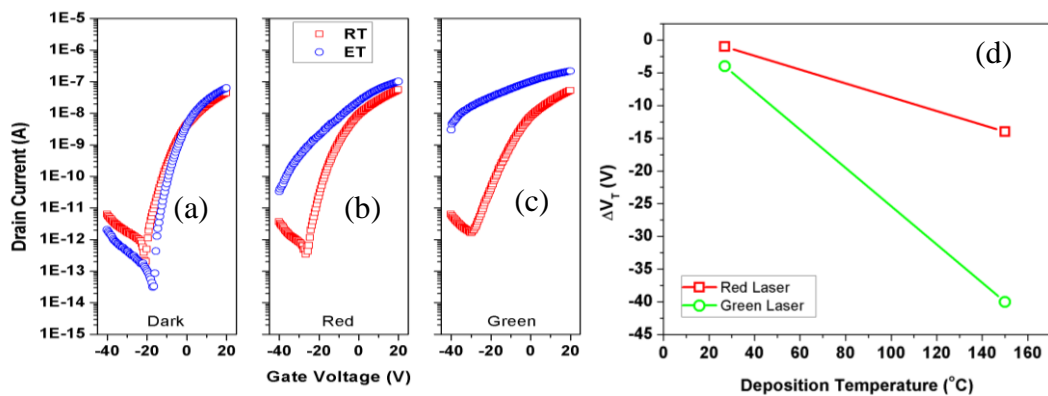 1E-5
1E-6
1E-7
1E-8
1E-9
1E-10
1E-11
1E-12
1E-13
1E-14
1E-15
Drain Current (A)
RT
ET
(a)
(b)
(c)
Dark
Red
Green
-40 -20 0 20
-40 -20 0 20
-40 -20 0 20
Gate Voltage (V)
(d)
0
-5
-10
-15
-20
-25
-30
-35
-40
-45
ΔV_T (V)
Red Laser
Green Laser
0 20 40 60 80 100 120 140 160
Deposition Temperature (°C)